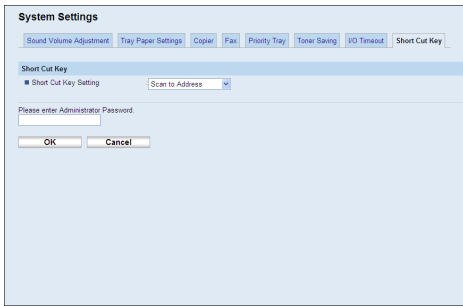 System Settings
Sound Volume Adjustment Tray Paper Settings Copier Fax Priority Tray Toner Saving I/O Timeout Short Cut Key
Short Cut Key
Short Cut Key Setting Scan to Address
Please enter Administrator Password.
OK Cancel